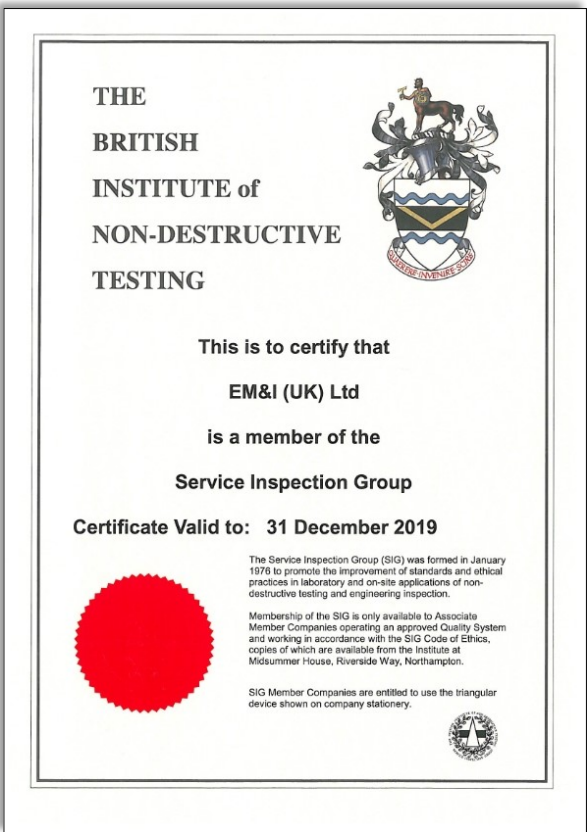 THE
BRITISH
INSTITUTE of
NON-DESTRUCTIVE
TESTING
QUAERERE·INVENIRE·SCIRE
This is to certify that
EM&I (UK) Ltd
is a member of the
Service Inspection Group
Certificate Valid to: 31 December 2019
The Service Inspection Group (SIG) was formed in January
1976 to promote the improvement of standards and ethical
practices in laboratory and on-site applications of non-
destructive testing and engineering inspection.
Membership of the SIG is only available to Associate
Member Companies operating an approved Quality System
and working in accordance with the SIG Code of Ethics,
copies of which are available from the Institute at
Midsummer House, Riverside Way, Northampton.
SIG Member Companies are entitled to use the triangular
device shown on company stationery.